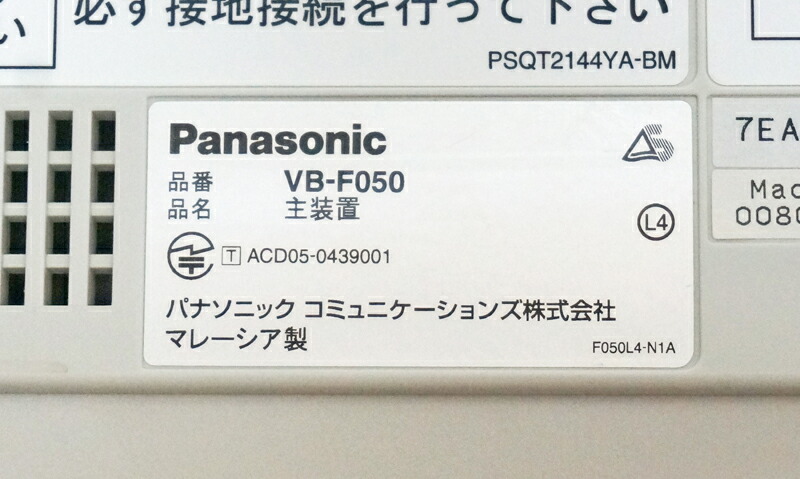 い
必ず接地接続を行って下さい
PSQT2144YA-BM
Panasonic
品番 VB-F050
品名 主装置
L4
T ACD05-0439001
パナソニック コミュニケーションズ株式会社
マレーシア製
F050L4-N1A
7EA
Mac
0080